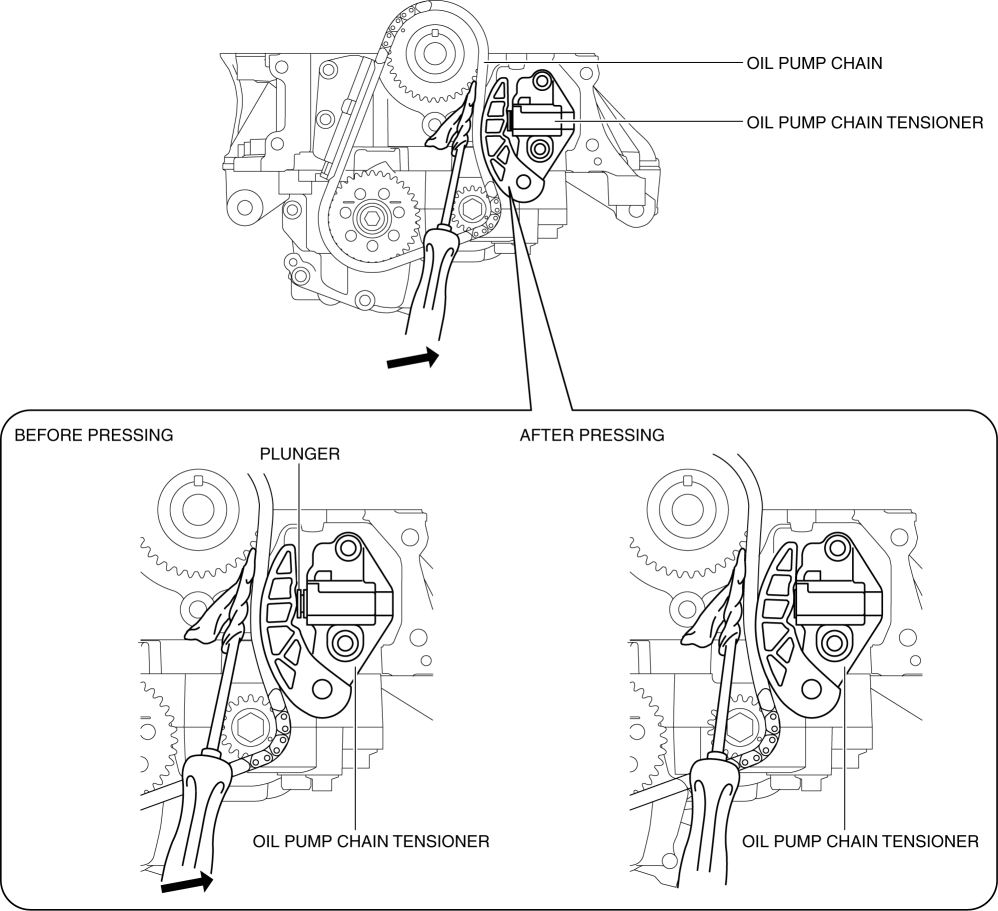 OIL PUMP CHAIN
OIL PUMP CHAIN TENSIONER
BEFORE PRESSING
AFTER PRESSING
PLUNGER
OIL PUMP CHAIN TENSIONER
OIL PUMP CHAIN TENSIONER